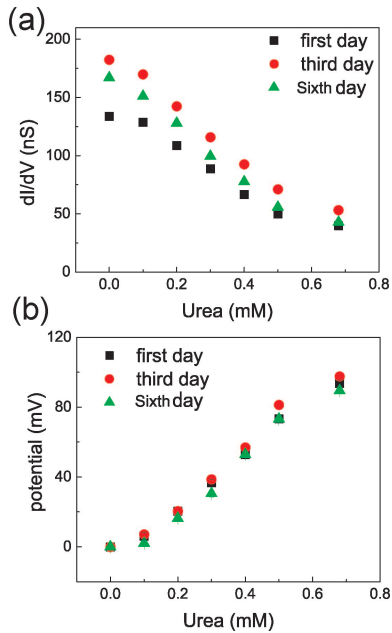 (a)
200
150
100
50
0
dI/dV (nS)
first day
third day
Sixth day
0.0 0.2 0.4 0.6 0.8
Urea (mM)
(b)
120
80
40
0
potential (mV)
first day
third day
Sixth day
0.0 0.2 0.4 0.6 0.8
Urea (mM)